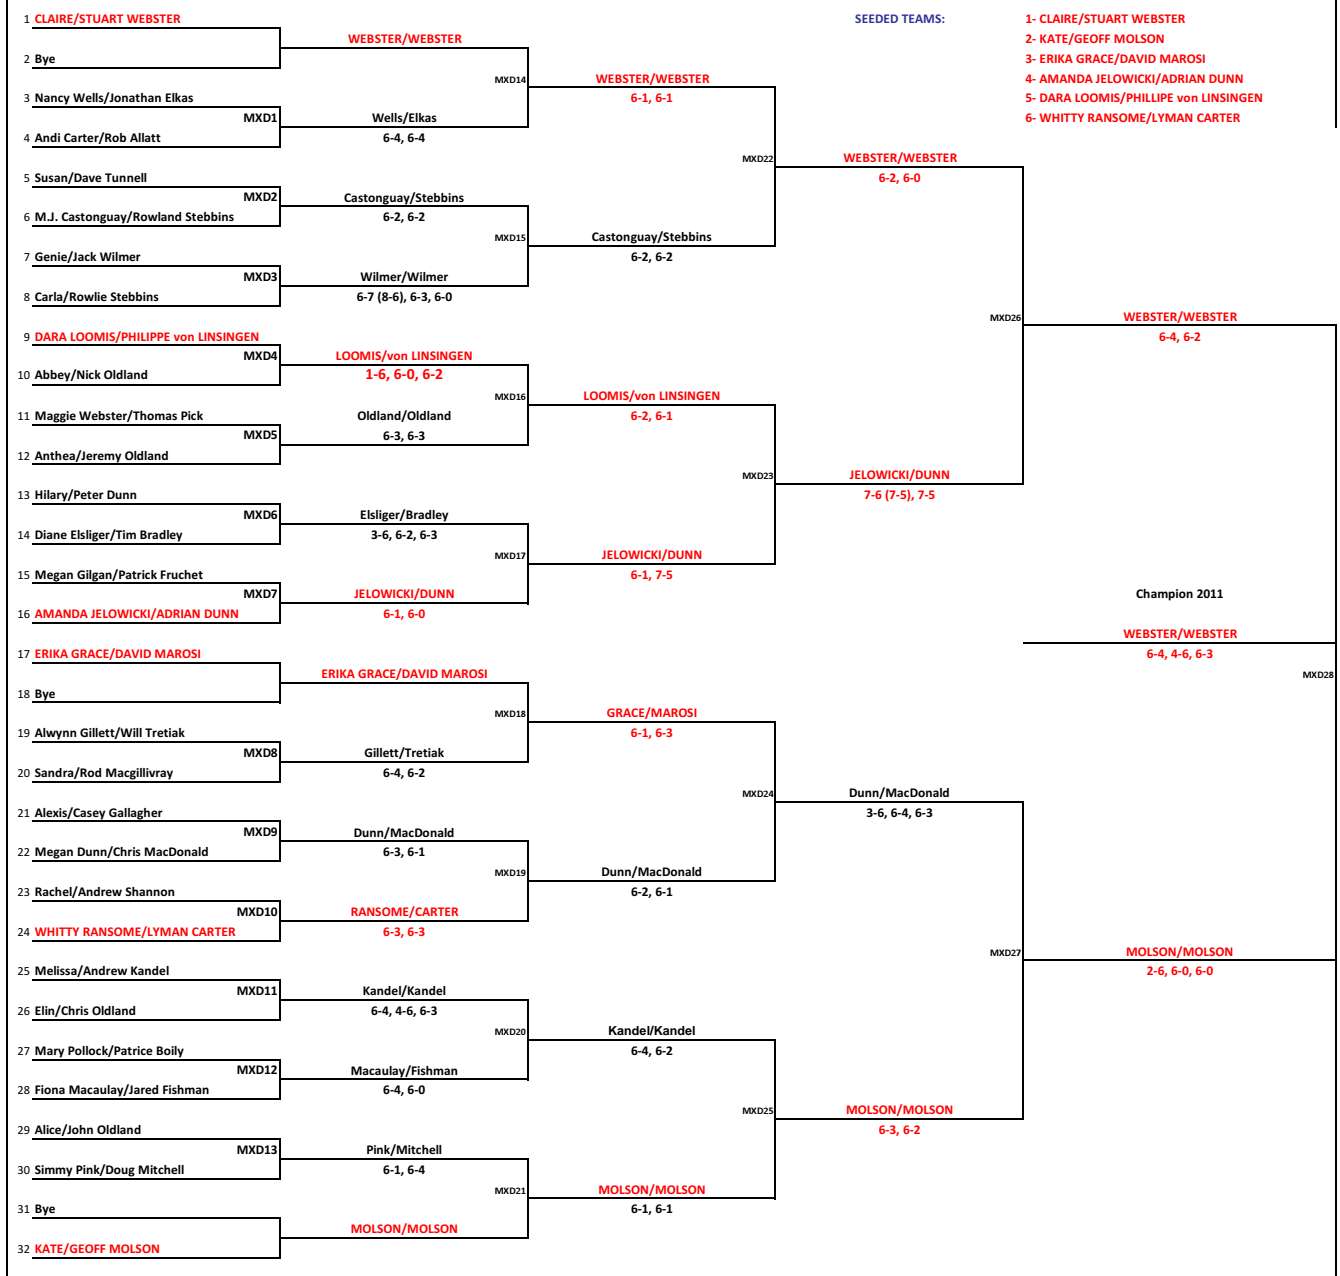 1 CLAIRE/STUART WEBSTER
SEEDED TEAMS:
1- CLAIRE/STUART WEBSTER
WEBSTER/WEBSTER
2- KATE/GEOFF MOLSON
2 Bye
3- ERIKA GRACE/DAVID MAROSI
MXD14
WEBSTER/WEBSTER
4- AMANDA JELOWICKI/ADRIAN DUNN
3 Nancy Wells/Jonathan Elkas
6-1, 6-1
5- DARA LOOMIS/PHILLIPE von LINSINGEN
MXD1
Wells/Elkas
6- WHITTY RANSOME/LYMAN CARTER
4 Andi Carter/Rob Allatt
6-4, 6-4
MXD22
WEBSTER/WEBSTER
5 Susan/Dave Tunnell
6-2, 6-0
MXD2
Castonguay/Stebbins
6 M.J. Castonguay/Rowland Stebbins
6-2, 6-2
MXD15
Castonguay/Stebbins
7 Genie/Jack Wilmer
6-2, 6-2
MXD3
Wilmer/Wilmer
8 Carla/Rowlie Stebbins
6-7 (8-6), 6-3, 6-0
MXD26
WEBSTER/WEBSTER
9 DARA LOOMIS/PHILIPPE von LINSINGEN
6-4, 6-2
MXD4
LOOMIS/von LINSINGEN
10 Abbey/Nick Oldland
1-6, 6-0, 6-2
MXD16
LOOMIS/von LINSINGEN
11 Maggie Webster/Thomas Pick
Oldland/Oldland
6-2, 6-1
MXD5
6-3, 6-3
12 Anthea/Jeremy Oldland
MXD23
JELOWICKI/DUNN
13 Hilary/Peter Dunn
7-6 (7-5), 7-5
MXD6
Elsliger/Bradley
14 Diane Elsliger/Tim Bradley
3-6, 6-2, 6-3
MXD17
JELOWICKI/DUNN
15 Megan Gilgan/Patrick Fruchet
6-1, 7-5
MXD7
JELOWICKI/DUNN
Champion 2011
16 AMANDA JELOWICKI/ADRIAN DUNN
6-1, 6-0
WEBSTER/WEBSTER
17 ERIKA GRACE/DAVID MAROSI
6-4, 4-6, 6-3
ERIKA GRACE/DAVID MAROSI
MXD28
18 Bye
MXD18
GRACE/MAROSI
19 Alwynn Gillett/Will Tretiak
6-1, 6-3
MXD8
Gillett/Tretiak
20 Sandra/Rod Macgillivray
6-4, 6-2
MXD24
Dunn/MacDonald
21 Alexis/Casey Gallagher
3-6, 6-4, 6-3
MXD9
Dunn/MacDonald
22 Megan Dunn/Chris MacDonald
6-3, 6-1
MXD19
Dunn/MacDonald
23 Rachel/Andrew Shannon
6-2, 6-1
MXD10
RANSOME/CARTER
24 WHITTY RANSOME/LYMAN CARTER
6-3, 6-3
MXD27
MOLSON/MOLSON
25 Melissa/Andrew Kandel
2-6, 6-0, 6-0
MXD11
Kandel/Kandel
26 Elin/Chris Oldland
6-4, 4-6, 6-3
MXD20
Kandel/Kandel
27 Mary Pollock/Patrice Boily
6-4, 6-2
MXD12
Macaulay/Fishman
28 Fiona Macaulay/Jared Fishman
6-4, 6-0
MXD25
MOLSON/MOLSON
29 Alice/John Oldland
6-3, 6-2
MXD13
Pink/Mitchell
30 Simmy Pink/Doug Mitchell
6-1, 6-4
MXD21
MOLSON/MOLSON
31 Bye
6-1, 6-1
MOLSON/MOLSON
32 KATE/GEOFF MOLSON